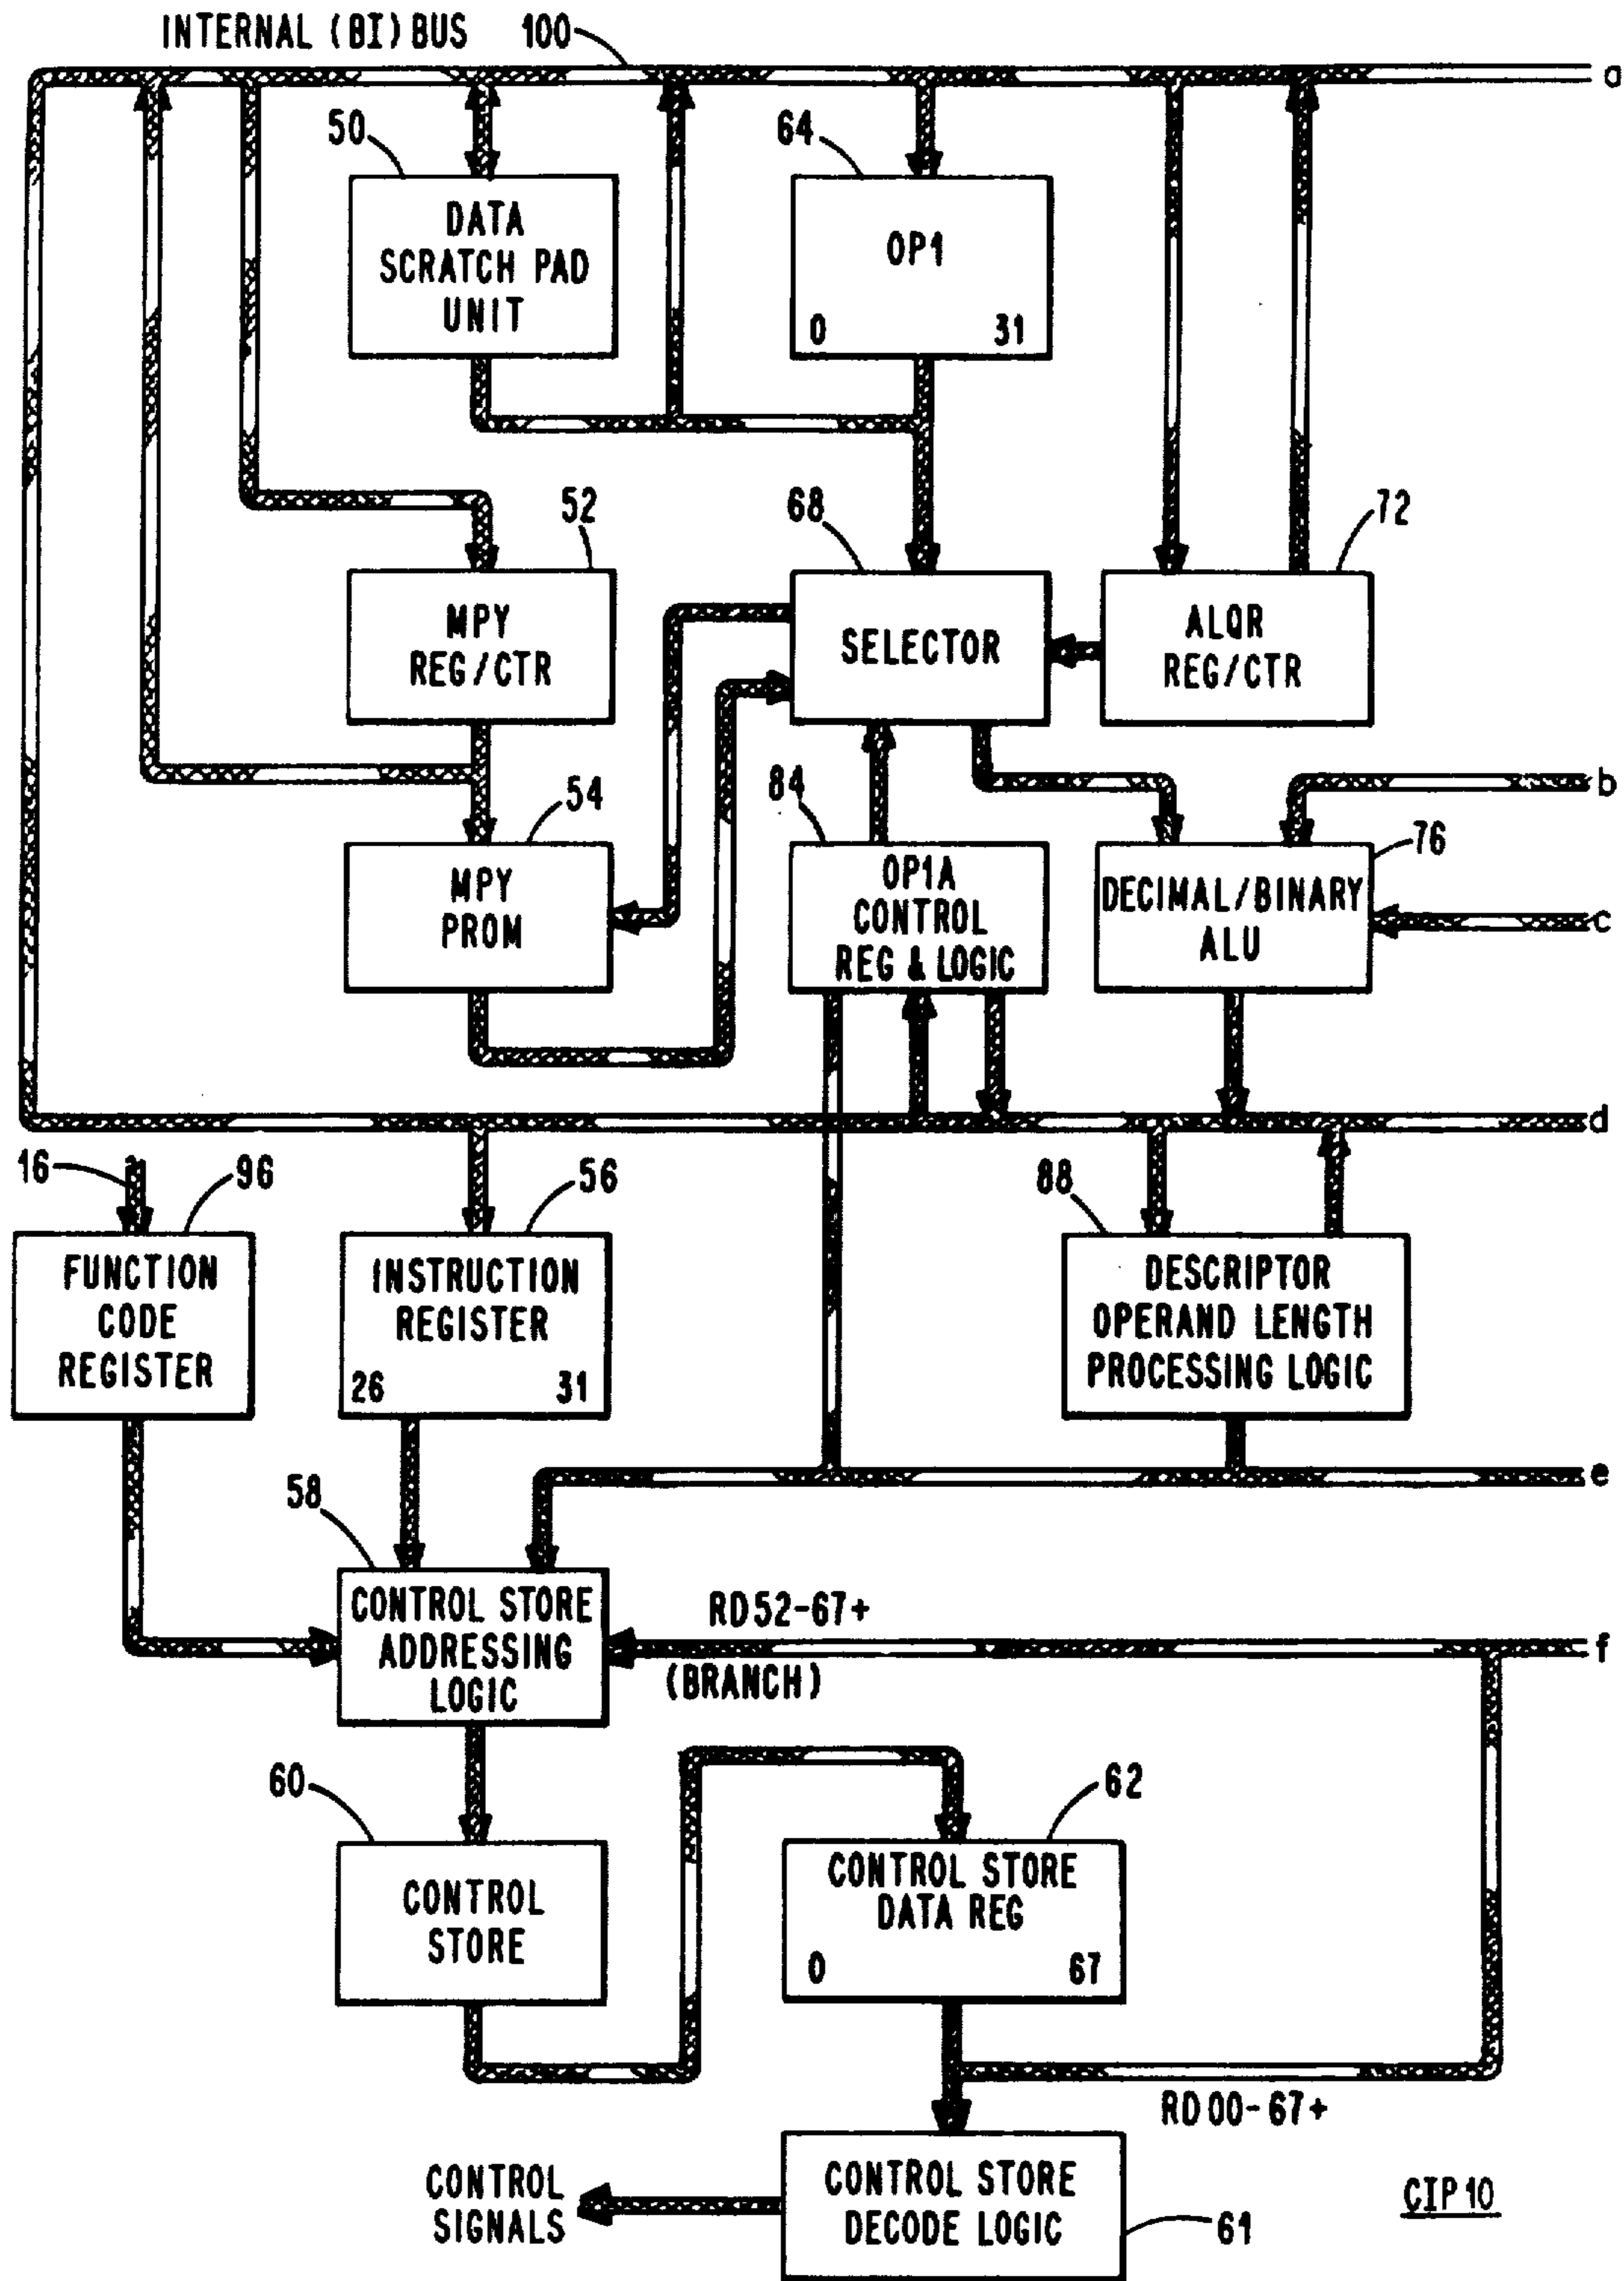 INTERNAL (BI) BUS 100
a
50
64
DATA
SCRATCH PAD
UNIT
OP1
0 31
52
68
72
MPY
REG/CTR
SELECTOR
ALQR
REG/CTR
b
54
84
76
MPY
PROM
OP1A
CONTROL
REG & LOGIC
DECIMAL/BINARY
ALU
c
d
16
96
56
88
FUNCTION
CODE
REGISTER
INSTRUCTION
REGISTER
26 31
DESCRIPTOR
OPERAND LENGTH
PROCESSING LOGIC
e
58
CONTROL STORE
ADDRESSING
LOGIC
RD52-67+
(BRANCH)
f
60
62
CONTROL
STORE
CONTROL STORE
DATA REG
0 67
RD00-67+
CONTROL
SIGNALS
CONTROL STORE
DECODE LOGIC
61
CIP 10